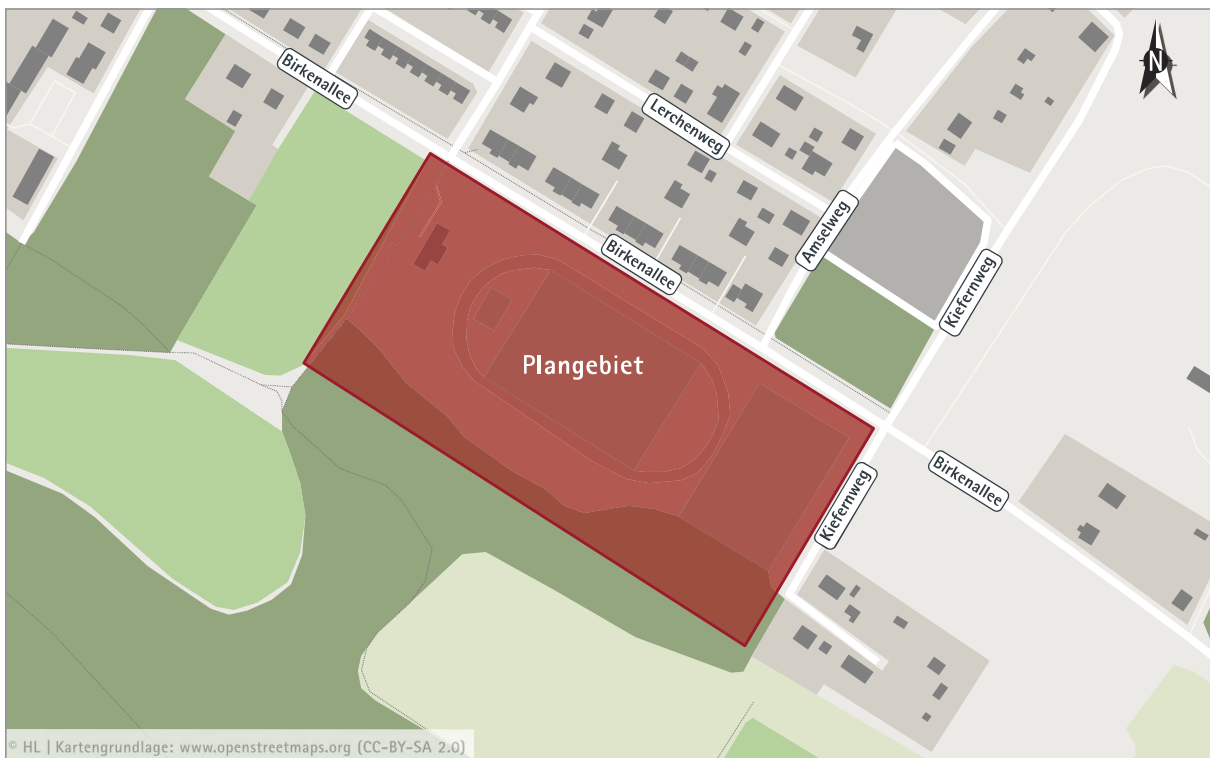 Birkenallee
N
Lerchenweg
Amselweg
Birkenallee
Kiefernweg
Plangebiet
Birkenallee
Kiefernweg
© HL | Kartengrundlage: www.openstreetmaps.org (CC-BY-SA 2.0)